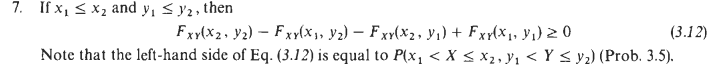 7. If x₁ ≤ x₂ and y₁ ≤ y₂, then
F_XY(x₂, y₂) − F_XY(x₁, y₂) − F_XY(x₂, y₁) + F_XY(x₁, y₁) ≥ 0 (3.12)
Note that the left-hand side of Eq. (3.12) is equal to P(x₁ < X ≤ x₂, y₁ < Y ≤ y₂) (Prob. 3.5).